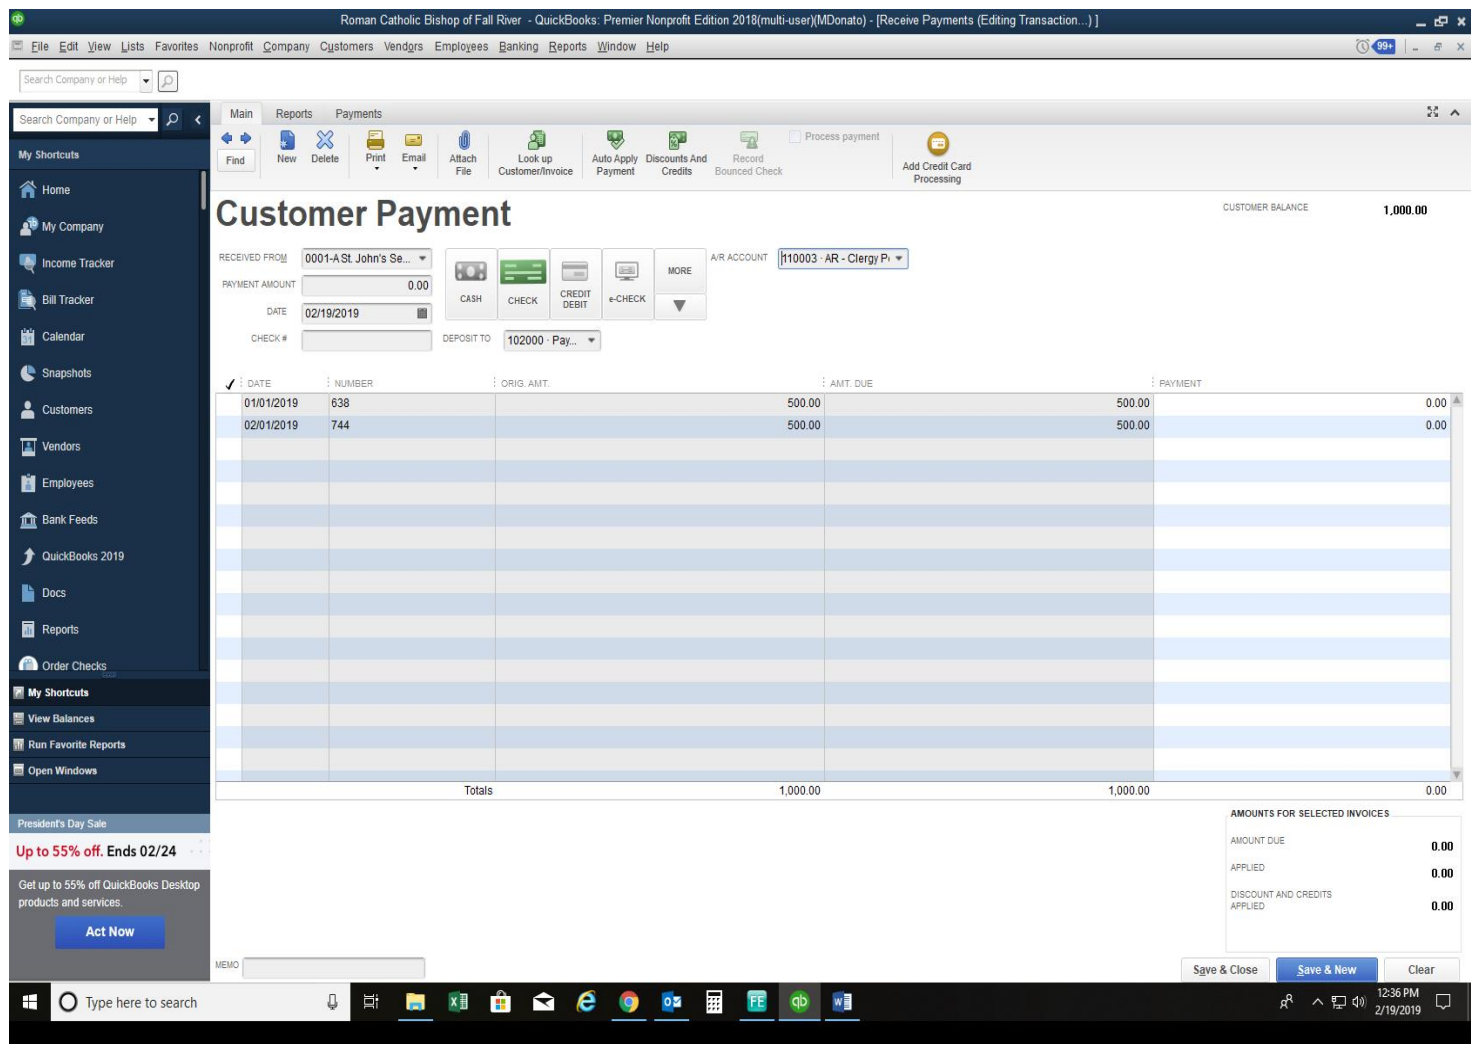 Roman Catholic Bishop of Fall River - QuickBooks: Premier Nonprofit Edition 2018(multi-user)(MDonato) - [Receive Payments (Editing Transaction...) ]
File Edit View Lists Favorites Nonprofit Company Customers Vendors Employees Banking Reports Window Help 99+
Search Company or Help
Search Company or Help
My Shortcuts
Home
My Company
Income Tracker
Bill Tracker
Calendar
Snapshots
Customers
Vendors
Employees
Bank Feeds
QuickBooks 2019
Docs
Reports
Order Checks
My Shortcuts
View Balances
Run Favorite Reports
Open Windows
President's Day Sale
Up to 55% off. Ends 02/24
Get up to 55% off QuickBooks Desktop
products and services.
Act Now
Main Reports Payments
Find New Delete Print Email Attach File Look up Customer/Invoice Auto Apply Payment Discounts And Credits Record Bounced Check Process payment Add Credit Card Processing
Customer Payment
CUSTOMER BALANCE 1,000.00
RECEIVED FROM 0001-A St. John's Se...
PAYMENT AMOUNT 0.00
DATE 02/19/2019
CHECK #
CASH CHECK CREDIT DEBIT e-CHECK MORE
A/R ACCOUNT 110003 · AR - Clergy P
DEPOSIT TO 102000 · Pay...
DATE NUMBER ORIG. AMT. AMT. DUE PAYMENT
01/01/2019 638 500.00 500.00 0.00
02/01/2019 744 500.00 500.00 0.00
Totals 1,000.00 1,000.00 0.00
AMOUNTS FOR SELECTED INVOICES
AMOUNT DUE 0.00
APPLIED 0.00
DISCOUNT AND CREDITS APPLIED 0.00
MEMO
Save & Close Save & New Clear
Type here to search
FE qb
12:36 PM
2/19/2019